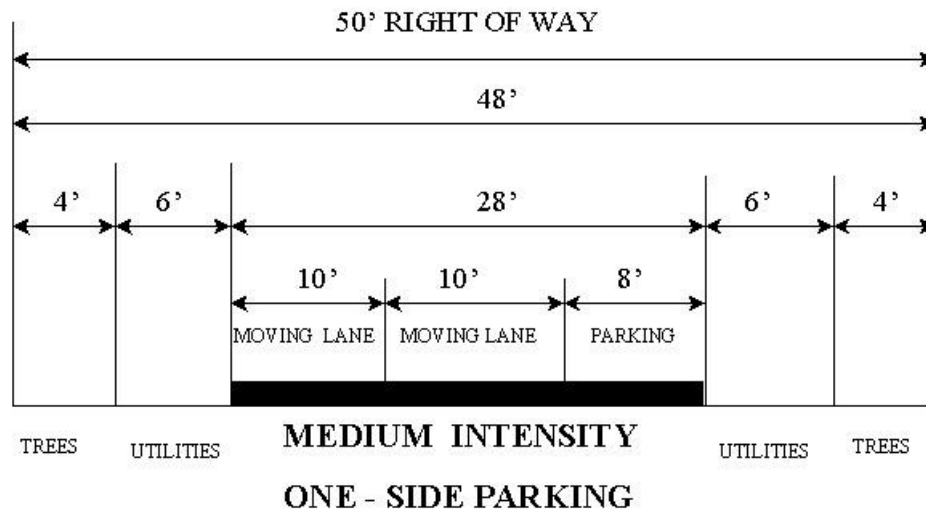 50’ RIGHT OF WAY
48’
4’ 6’ 28’ 6’ 4’
10’ 10’ 8’
MOVING LANE MOVING LANE PARKING
TREES UTILITIES MEDIUM INTENSITY UTILITIES TREES
ONE - SIDE PARKING